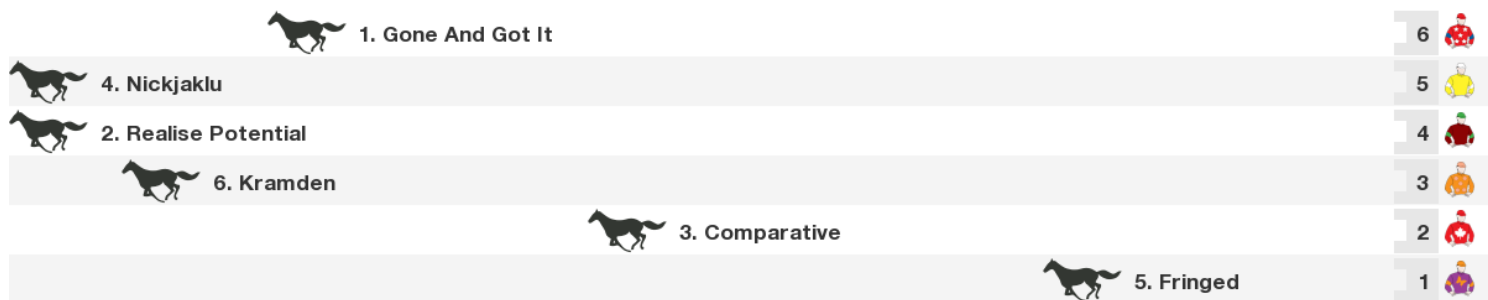 1. Gone And Got It 6
4. Nickjaklu 5
2. Realise Potential 4
6. Kramden 3
3. Comparative 2
5. Fringed 1